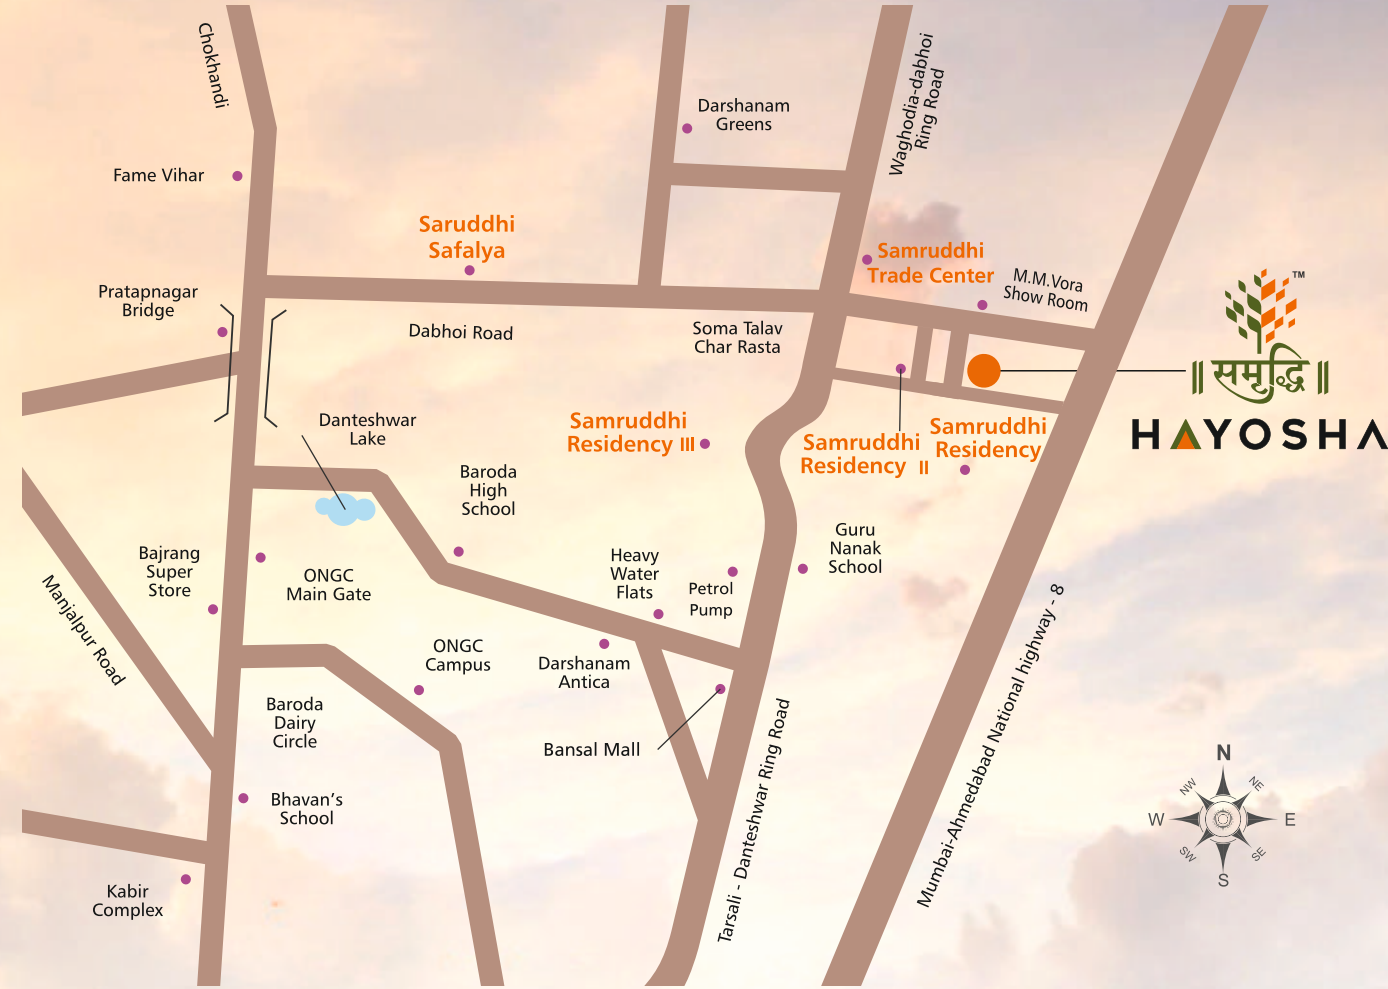 Chokhandi
Waghodia-dabhoi
Ring Road
Darshanam
Greens
Fame Vihar
Saruddhi
Safalya
Samruddhi
Trade Center
M.M.Vora
Show Room
TM
Pratapnagar
Bridge
Dabhoi Road
Soma Talav
Char Rasta
॥ समृद्धि ॥
HAYOSHA
Danteshwar
Lake
Samruddhi
Residency III
Samruddhi
Residency II
Samruddhi
Residency
Baroda
High
School
Guru
Nanak
School
Bajrang
Super
Store
ONGC
Main Gate
Heavy
Water
Flats
Petrol
Pump
Manjalpur Road
ONGC
Campus
Darshanam
Antica
Mumbai-Ahmedabad National highway - 8
Baroda
Dairy
Circle
Bansal Mall
Tarsali - Danteshwar Ring Road
Bhavan's
School
Kabir
Complex
N
NW
NE
W
E
SW
SE
S